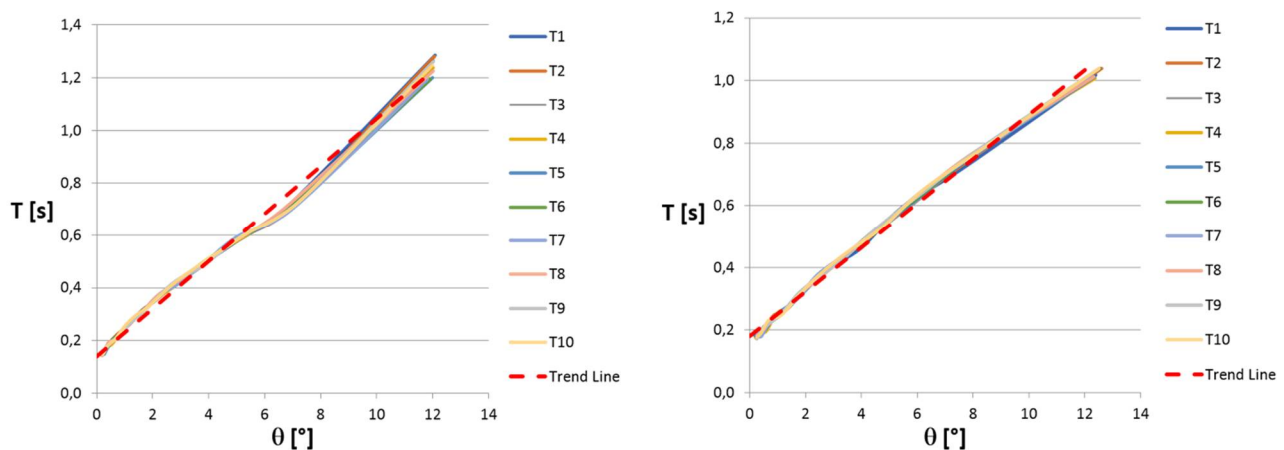 1,4
1,2
1,0
0,8
0,6
0,4
0,2
0,0
T [s]
0 2 4 6 8 10 12 14
θ [°]
T1
T2
T3
T4
T5
T6
T7
T8
T9
T10
Trend Line
1,2
1,0
0,8
0,6
0,4
0,2
0,0
T [s]
0 2 4 6 8 10 12 14
θ [°]
T1
T2
T3
T4
T5
T6
T7
T8
T9
T10
Trend Line